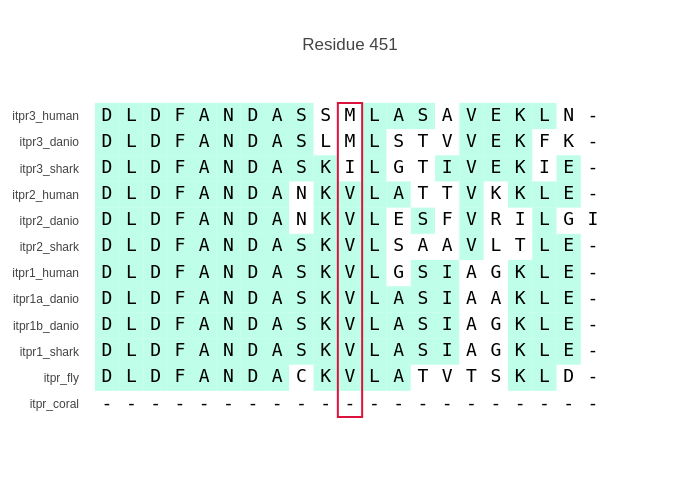 Residue 451
itpr3_human D L D F A N D A S S M L A S A V E K L N -
itpr3_danio D L D F A N D A S L M L S T V V E K F K -
itpr3_shark D L D F A N D A S K I L G T I V E K I E -
itpr2_human D L D F A N D A N K V L A T T V K K L E -
itpr2_danio D L D F A N D A N K V L E S F V R I L G I
itpr2_shark D L D F A N D A S K V L S A A V L T L E -
itpr1_human D L D F A N D A S K V L G S I A G K L E -
itpr1a_danio D L D F A N D A S K V L A S I A A K L E -
itpr1b_danio D L D F A N D A S K V L A S I A G K L E -
itpr1_shark D L D F A N D A S K V L A S I A G K L E -
itpr_fly D L D F A N D A C K V L A T V T S K L D -
itpr_coral - - - - - - - - - - - - - - - - - - - - -